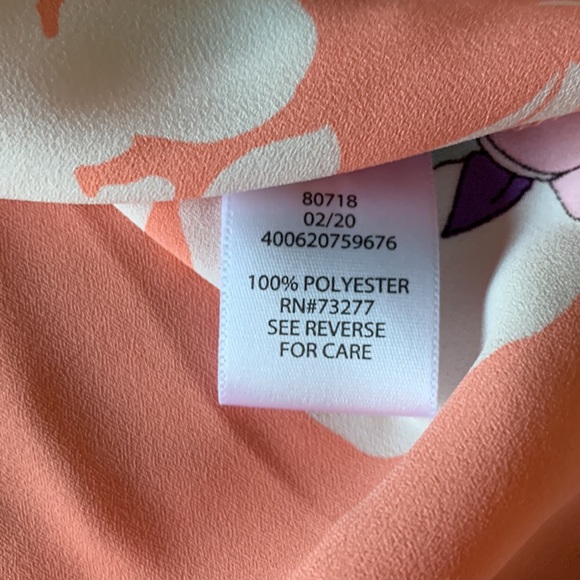 80718
02/20
400620759676
100% POLYESTER
RN#73277
SEE REVERSE
FOR CARE